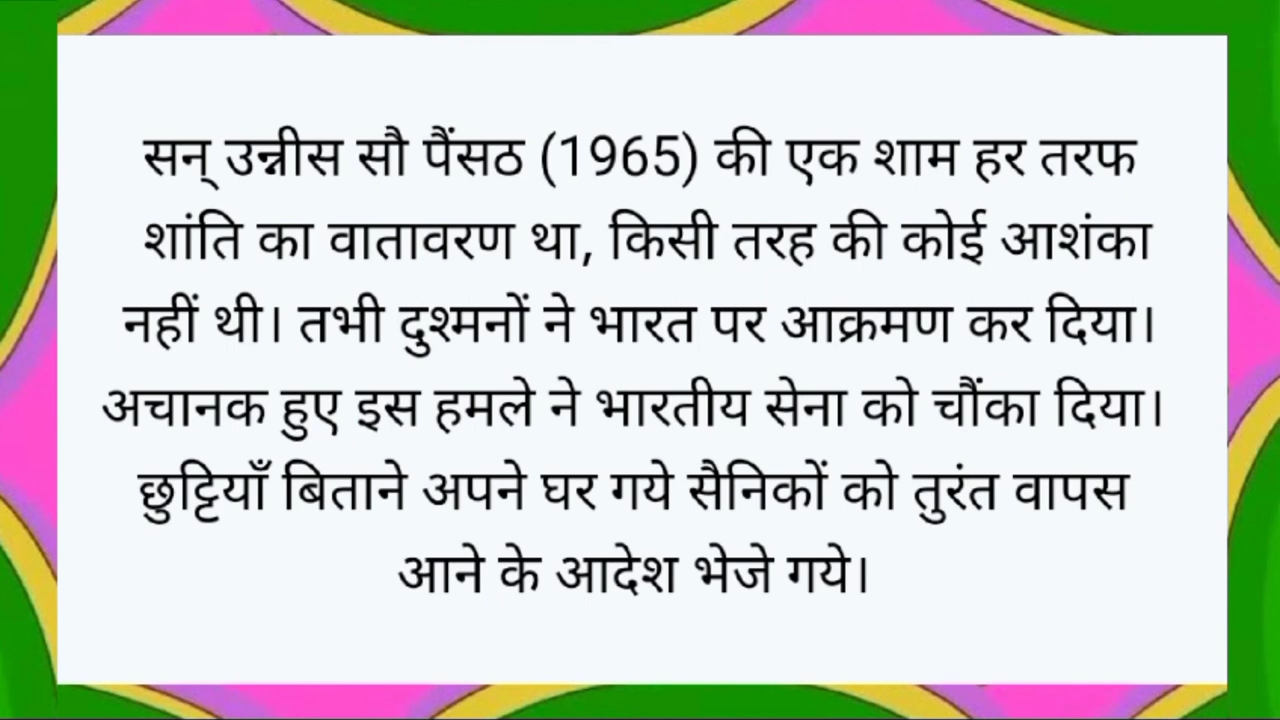 सन् उन्नीस सौ पैंसठ (1965) की एक शाम हर तरफ
शांति का वातावरण था, किसी तरह की कोई आशंका
नहीं थी। तभी दुश्मनों ने भारत पर आक्रमण कर दिया।
अचानक हुए इस हमले ने भारतीय सेना को चौंका दिया।
छुट्टियाँ बिताने अपने घर गये सैनिकों को तुरंत वापस
आने के आदेश भेजे गये।